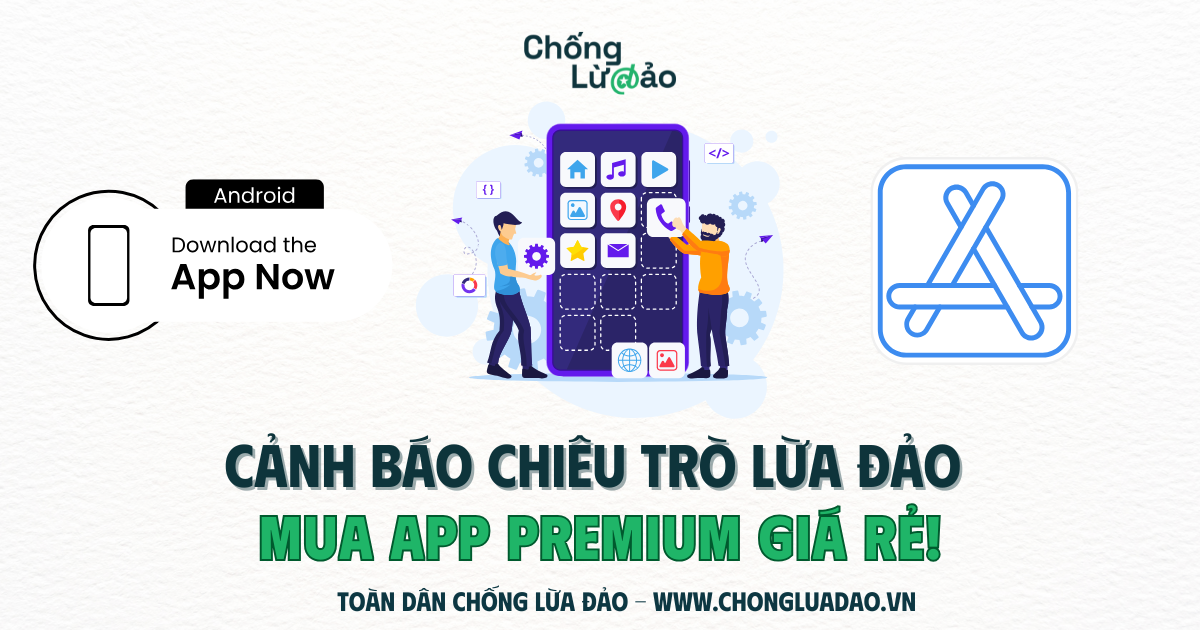 Chống
Lừa@đảo
Android
Download the
App Now
</>
{ }
CẢNH BÁO CHIÊU TRÒ LỪA ĐẢO
MUA APP PREMIUM GIÁ RẺ!
TOÀN DÂN CHỐNG LỪA ĐẢO – WWW.CHONGLUADAO.VN